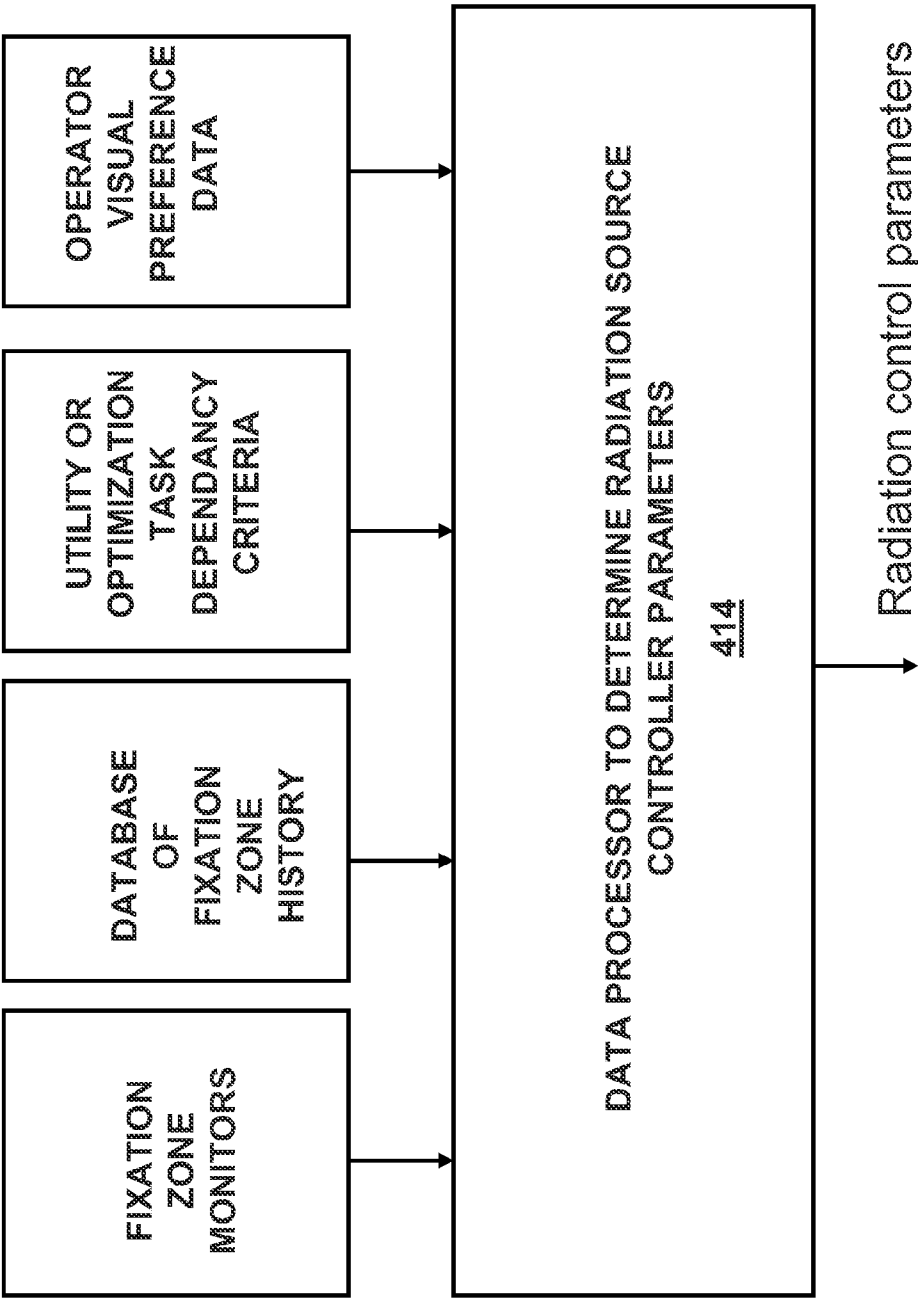 FIXATION
ZONE
MONITORS
DATABASE
OF
FIXATION
ZONE
HISTORY
UTILITY OR
OPTIMIZATION
TASK
DEPENDANCY
CRITERIA
OPERATOR
VISUAL
PREFERENCE
DATA
DATA PROCESSOR TO DETERMINE RADIATION SOURCE
CONTROLLER PARAMETERS
414
Radiation control parameters